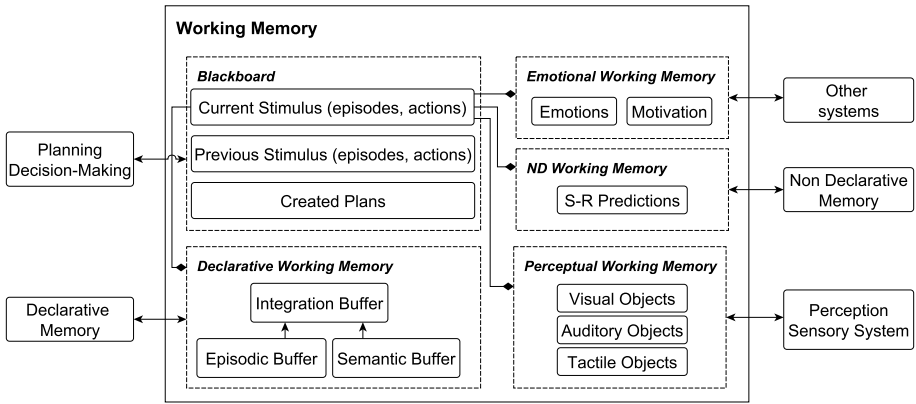 Working Memory
Blackboard
Current Stimulus (episodes, actions)
Previous Stimulus (episodes, actions)
Created Plans
Emotional Working Memory
Emotions
Motivation
ND Working Memory
S-R Predictions
Declarative Working Memory
Integration Buffer
Episodic Buffer
Semantic Buffer
Perceptual Working Memory
Visual Objects
Auditory Objects
Tactile Objects
Planning
Decision-Making
Declarative
Memory
Other
systems
Non Declarative
Memory
Perception
Sensory System